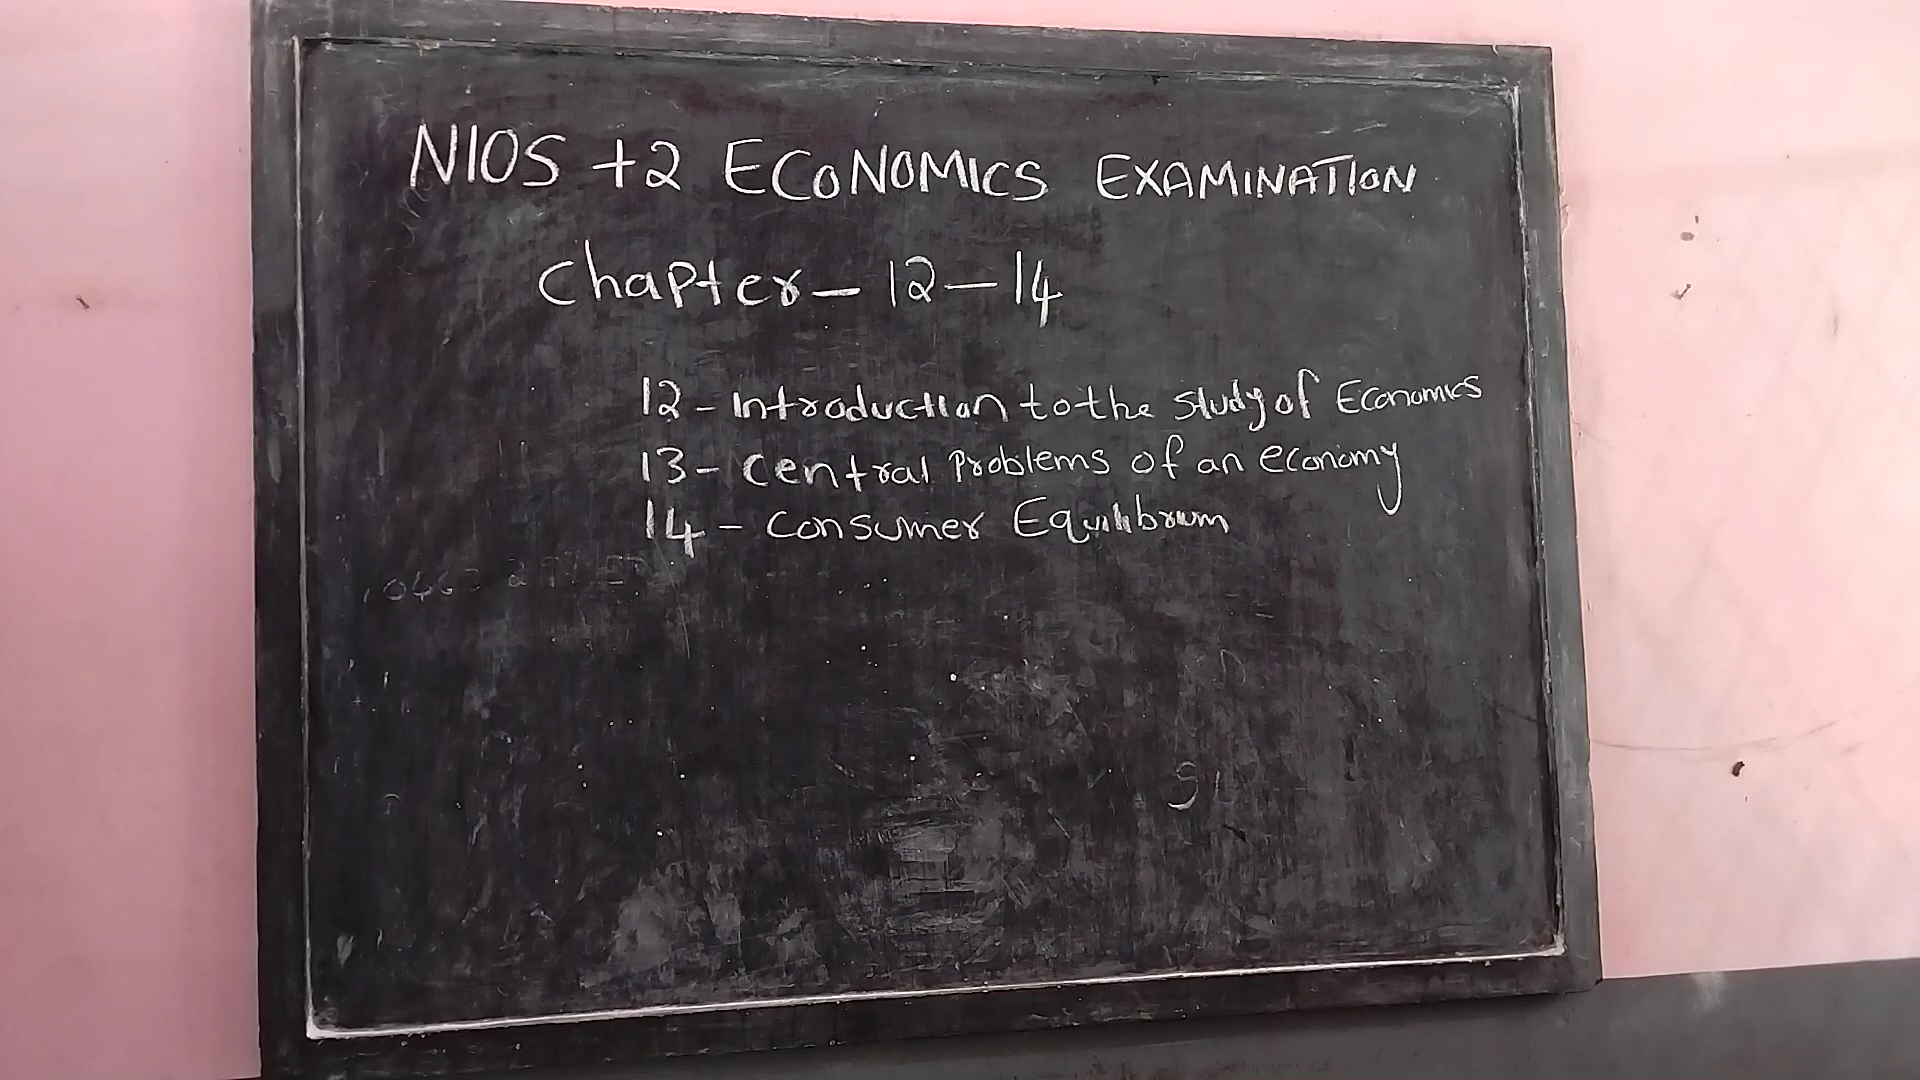 NIOS +2 ECONOMICS EXAMINATION
Chapter - 12 - 14
12 - Introduction to the study of Economics
13 - Central Problems of an economy
14 - Consumer Equilibrium